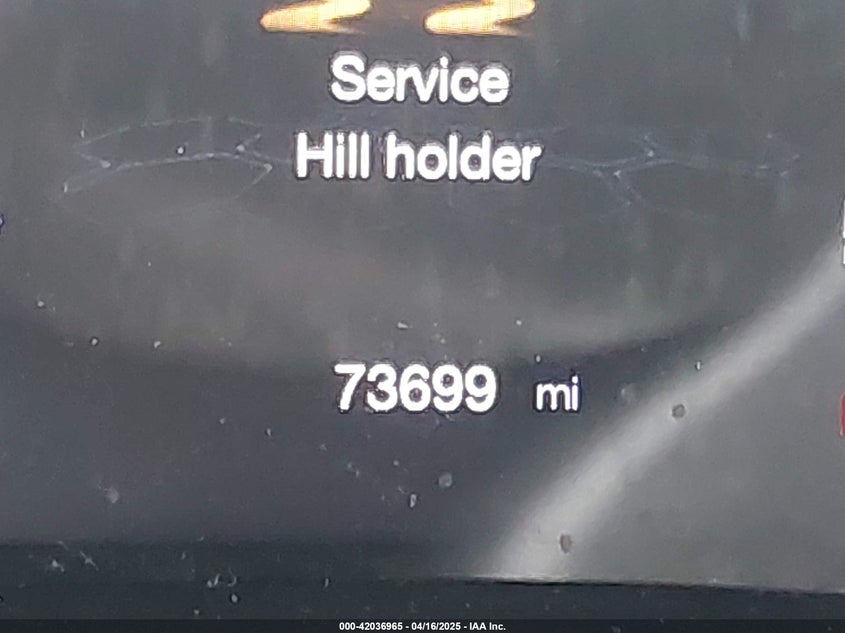 Service
Hill holder
73699 mi
000-42036965 - 04/16/2025 - IAA Inc.